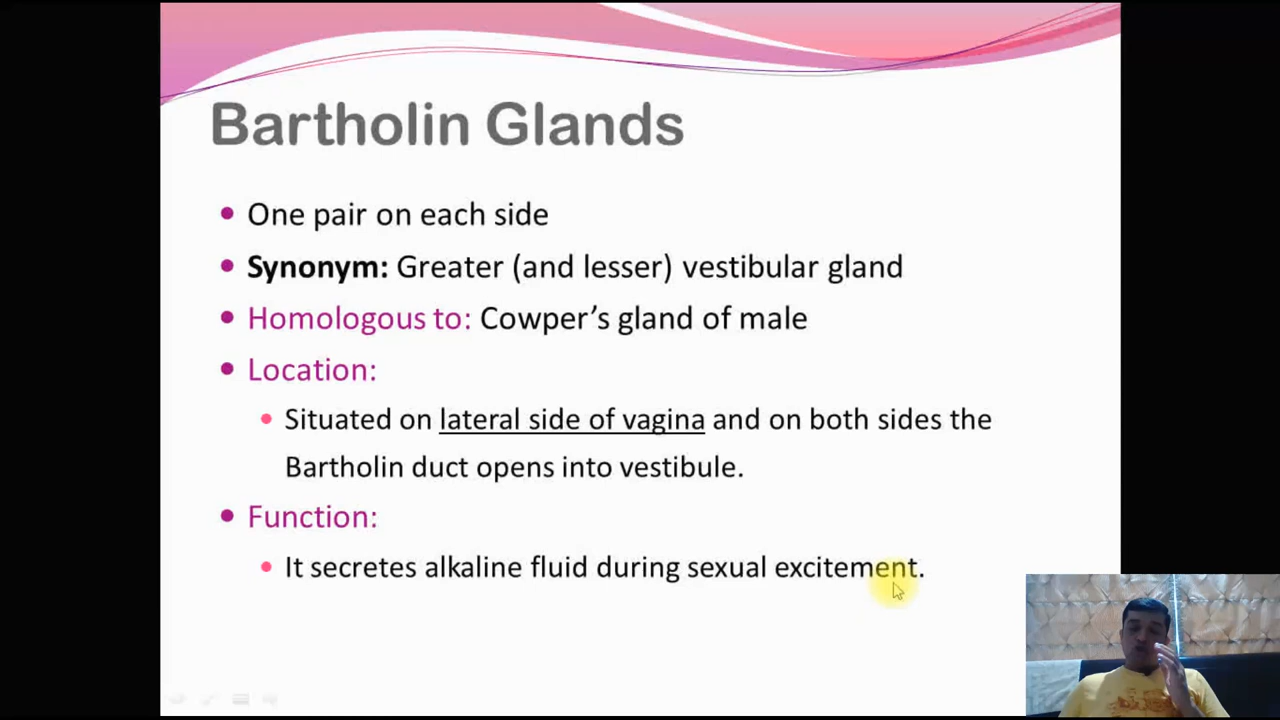 Bartholin Glands
• One pair on each side
• Synonym: Greater (and lesser) vestibular gland
• Homologous to: Cowper's gland of male
• Location:
• Situated on lateral side of vagina and on both sides the
Bartholin duct opens into vestibule.
• Function:
• It secretes alkaline fluid during sexual excitement.